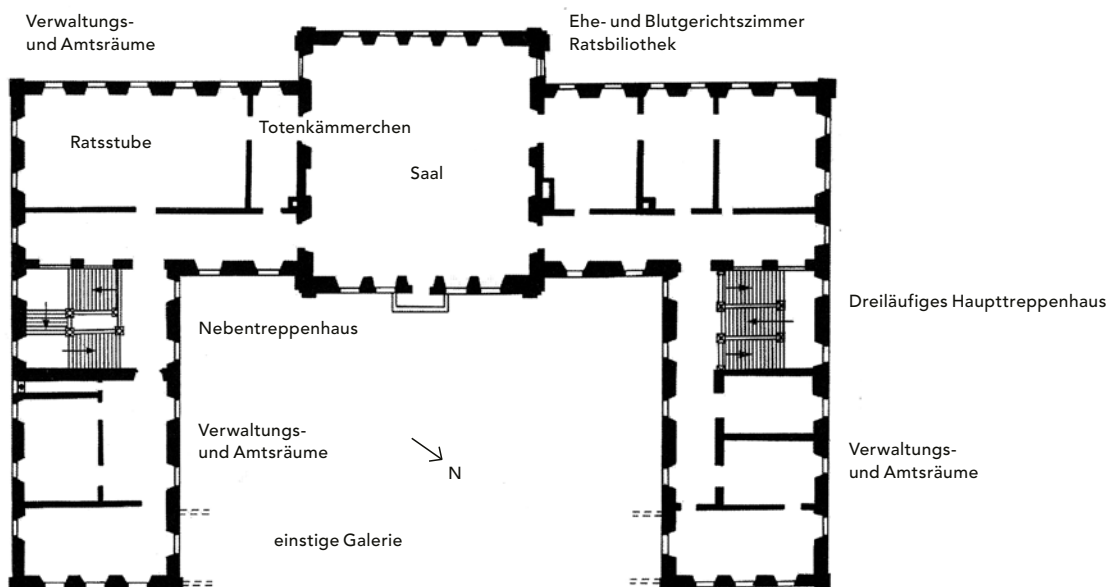 Verwaltungs-
und Amtsräume
Ehe- und Blutgerichtszimmer
Ratsbiliothek
Totenkämmerchen
Ratsstube
Saal
Dreiläufiges Haupttreppenhaus
Nebentreppenhaus
Verwaltungs-
und Amtsräume
Verwaltungs-
und Amtsräume
N
einstige Galerie